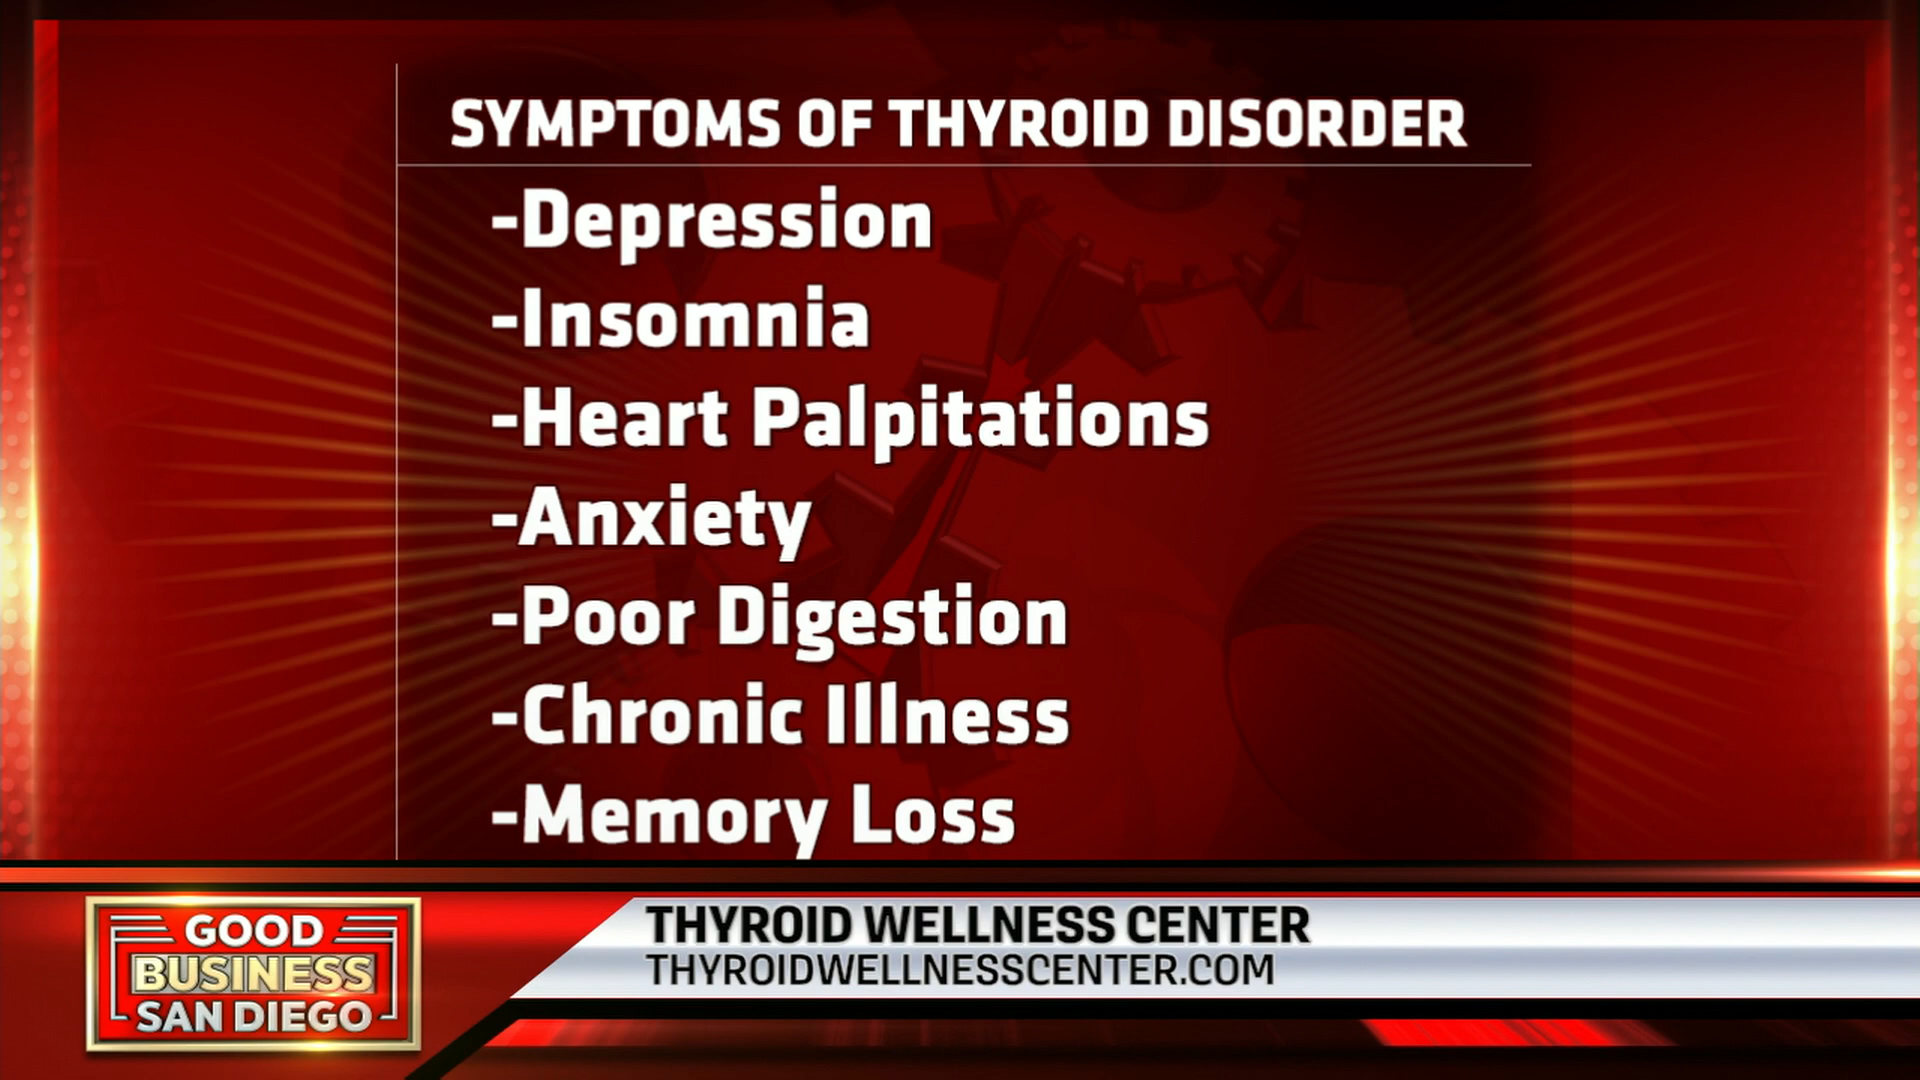 SYMPTOMS OF THYROID DISORDER
-Depression
-Insomnia
-Heart Palpitations
-Anxiety
-Poor Digestion
-Chronic Illness
-Memory Loss
GOOD
BUSINESS
SAN DIEGO
THYROID WELLNESS CENTER
THYROIDWELLNESSCENTER.COM